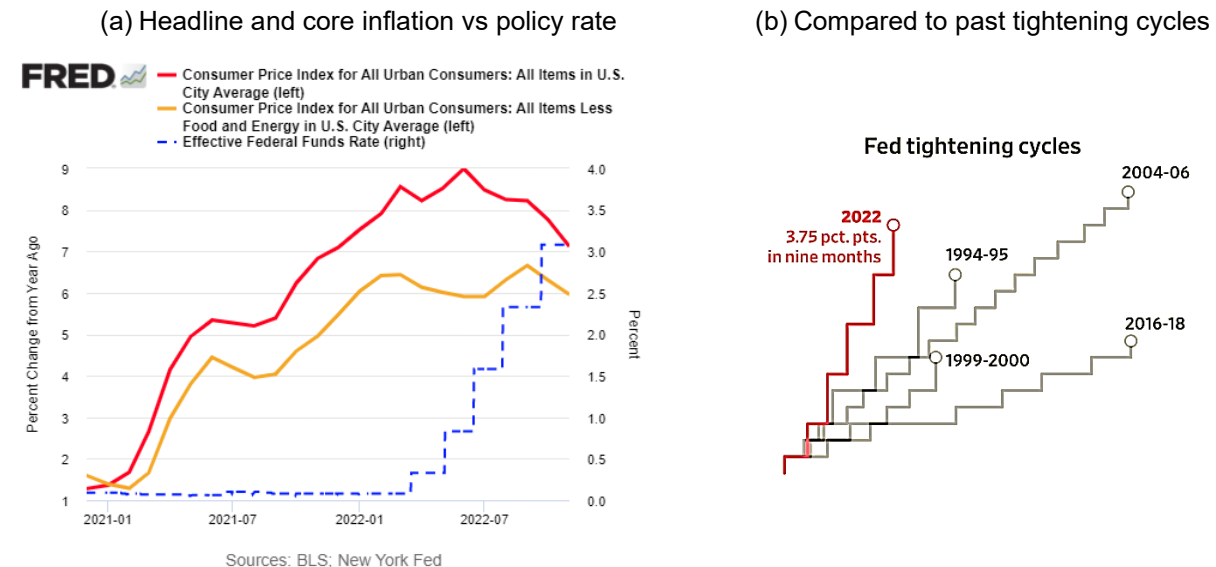 (a) Headline and core inflation vs policy rate
(b) Compared to past tightening cycles
FRED
Consumer Price Index for All Urban Consumers: All Items in U.S.
City Average (left)
Consumer Price Index for All Urban Consumers: All Items Less
Food and Energy in U.S. City Average (left)
Effective Federal Funds Rate (right)
Percent Change from Year Ago
9
8
7
6
5
4
3
2
1
4.0
3.5
3.0
2.5
2.0
1.5
1.0
0.5
0.0
Percent
2021-01
2021-07
2022-01
2022-07
Sources: BLS; New York Fed
Fed tightening cycles
2004-06
2022
3.75 pct. pts.
in nine months
1994-95
2016-18
1999-2000